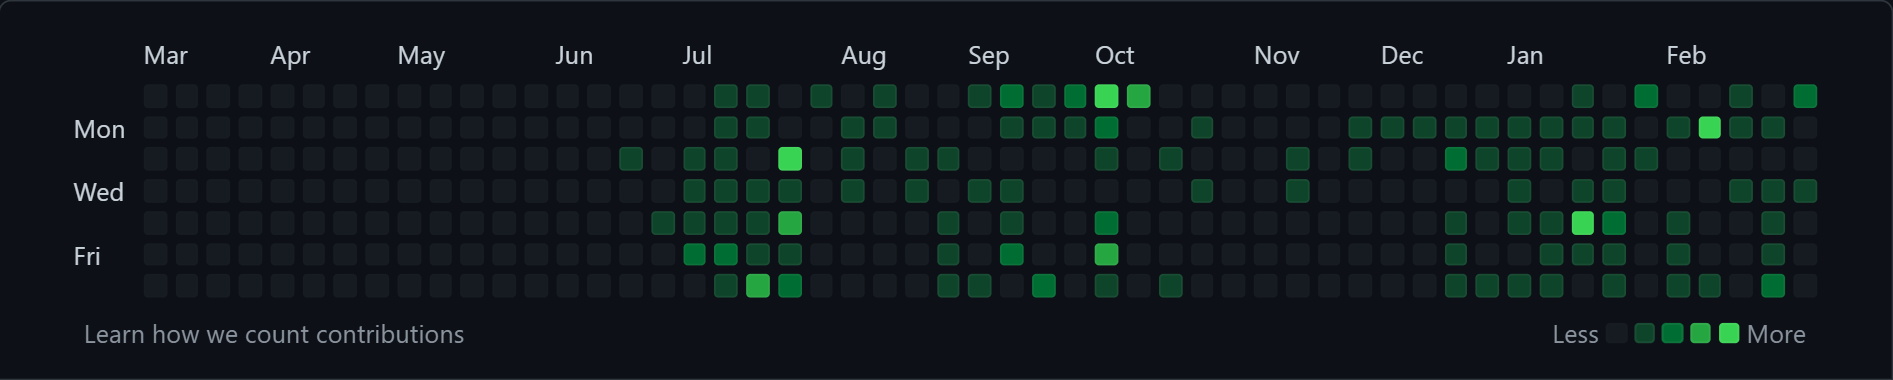 Mar Apr May Jun Jul Aug Sep Oct Nov Dec Jan Feb
Mon
Wed
Fri
Learn how we count contributions Less More